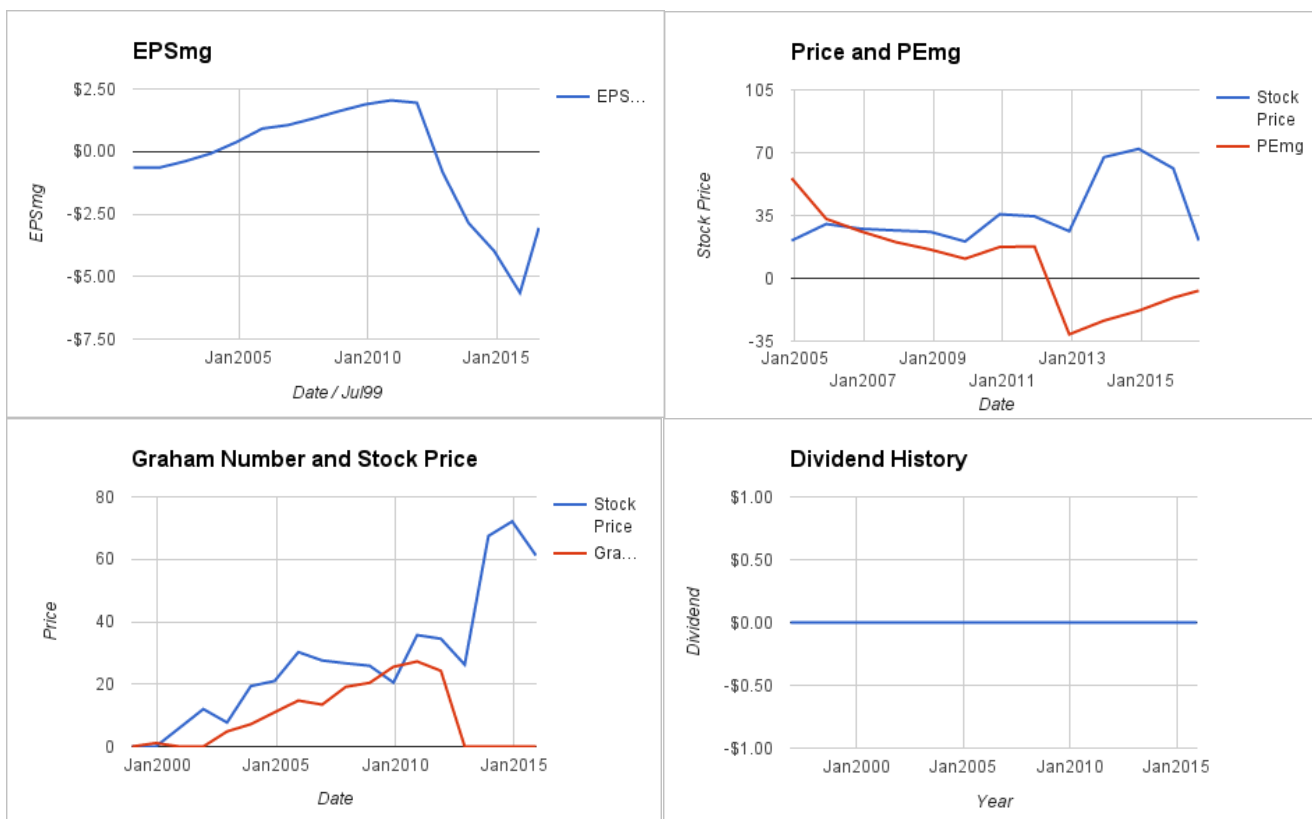 EPSmg
$2.50
$0.00
-$2.50
-$5.00
-$7.50
EPSmg
Jan2005
Jan2010
Jan2015
Date / Jul99
EPS...
Price and PEmg
105
70
35
0
-35
Stock Price
Jan2005
Jan2009
Jan2013
Jan2007
Jan2011
Jan2015
Date
Stock
Price
PEmg
Graham Number and Stock Price
80
60
40
20
0
Price
Jan2000
Jan2005
Jan2010
Jan2015
Date
Stock
Price
Gra...
Dividend History
$1.00
$0.50
$0.00
-$0.50
-$1.00
Dividend
Jan2000
Jan2005
Jan2010
Jan2015
Year